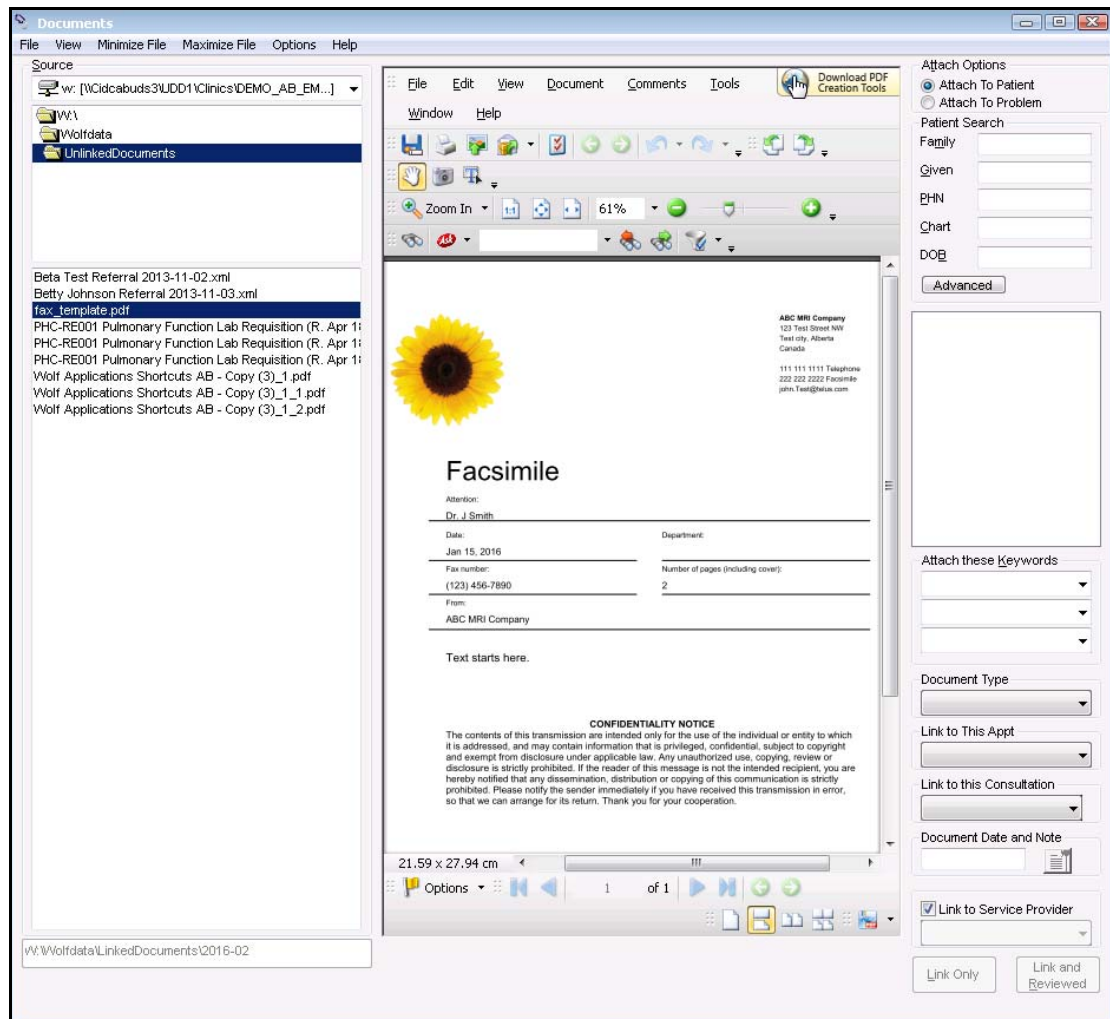 Documents
File View Minimize File Maximize File Options Help
Source
w: [\\Cidcabuds3\UDD1\Clinics\DEMO_AB_EM...]
W:\
Wolfdata
UnlinkedDocuments
Beta Test Referral 2013-11-02.xml
Betty Johnson Referral 2013-11-03.xml
fax_template.pdf
PHC-RE001 Pulmonary Function Lab Requisition (R. Apr 18
PHC-RE001 Pulmonary Function Lab Requisition (R. Apr 18
PHC-RE001 Pulmonary Function Lab Requisition (R. Apr 18
Wolf Applications Shortcuts AB - Copy (3)_1.pdf
Wolf Applications Shortcuts AB - Copy (3)_1_1.pdf
Wolf Applications Shortcuts AB - Copy (3)_1_2.pdf
W:\Wolfdata\LinkedDocuments\2016-02
File Edit View Document Comments Tools
Download PDF
Creation Tools
Window Help
Zoom In 1:1 61%
ABC MRI Company
123 Test Street NW
Test city, Alberta
Canada
111 111 1111 Telephone
222 222 2222 Facsimile
john.Test@telus.com
Facsimile
Attention:
Dr. J Smith
Date: Department:
Jan 15, 2016
Fax number: Number of pages (including cover):
(123) 456-7890 2
From:
ABC MRI Company
Text starts here.
CONFIDENTIALITY NOTICE
The contents of this transmission are intended only for the use of the individual or entity to which
it is addressed, and may contain information that is privileged, confidential, subject to copyright
and exempt from disclosure under applicable law. Any unauthorized use, copying, review or
disclosure is strictly prohibited. If the reader of this message is not the intended recipient, you are
hereby notified that any dissemination, distribution or copying of this communication is strictly
prohibited. Please notify the sender immediately if you have received this transmission in error,
so that we can arrange for its return. Thank you for your cooperation.
21.59 x 27.94 cm
Options 1 of 1
Attach Options
Attach To Patient
Attach To Problem
Patient Search
Family
Given
PHN
Chart
DOB
Advanced
Attach these Keywords
Document Type
Link to This Appt
Link to this Consultation
Document Date and Note
Link to Service Provider
Link Only
Link and
Reviewed